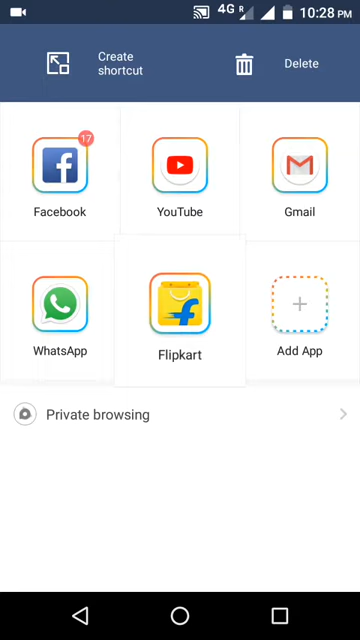 4G R 10:28 PM
Create
shortcut
Delete
17
Facebook
YouTube
Gmail
WhatsApp
Flipkart
Add App
Private browsing